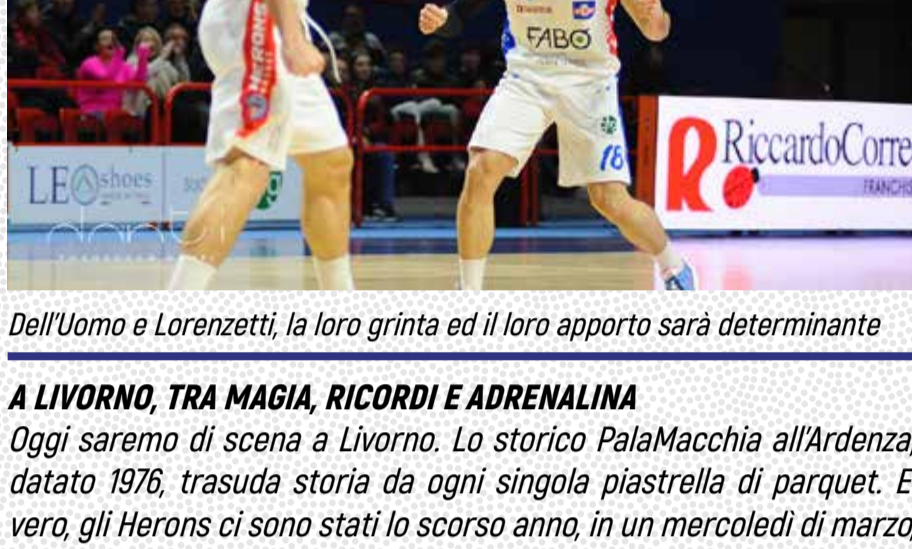 HERONS
FABO
18
LEO shoes
RiccardoCorre
FRANCHIS
Dell'Uomo e Lorenzetti, la loro grinta ed il loro apporto sarà determinante
A LIVORNO, TRA MAGIA, RICORDI E ADRENALINA
Oggi saremo di scena a Livorno. Lo storico PalaMacchia all'Ardenza,
datato 1976, trasuda storia da ogni singola piastrella di parquet. E
vero, gli Herons ci sono stati lo scorso anno, in un mercoledì di marzo,